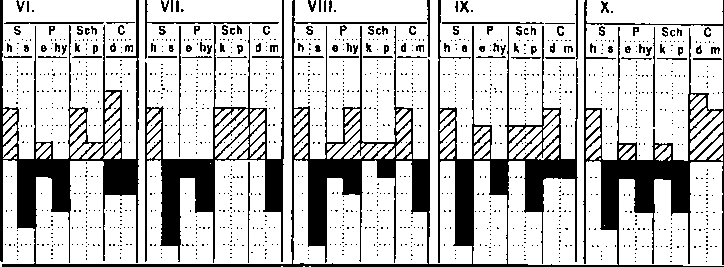 VI. VII. VIII. IX. X.
S P Sch C S P Sch C S P Sch C S P Sch C S P Sch C
h s e hy k p d m h s e hy k p d m h s e hy k p d m h s e hy k p d m h s e hy k p d m